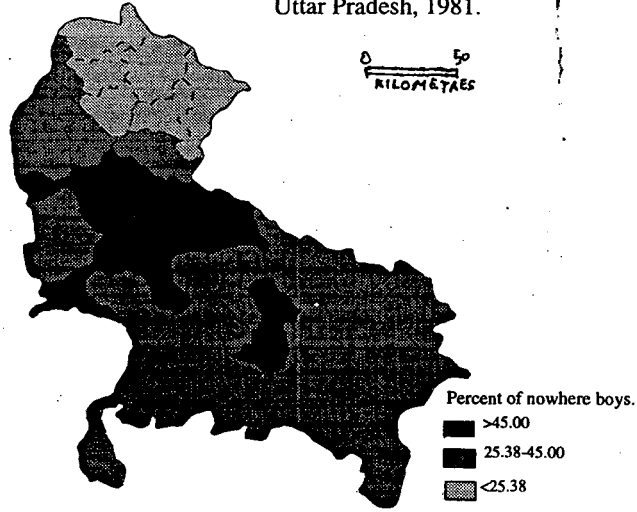 Uttar Pradesh, 1981.
0 50
KILOMETRES
Percent of nowhere boys.
>45.00
25.38-45.00
<25.38